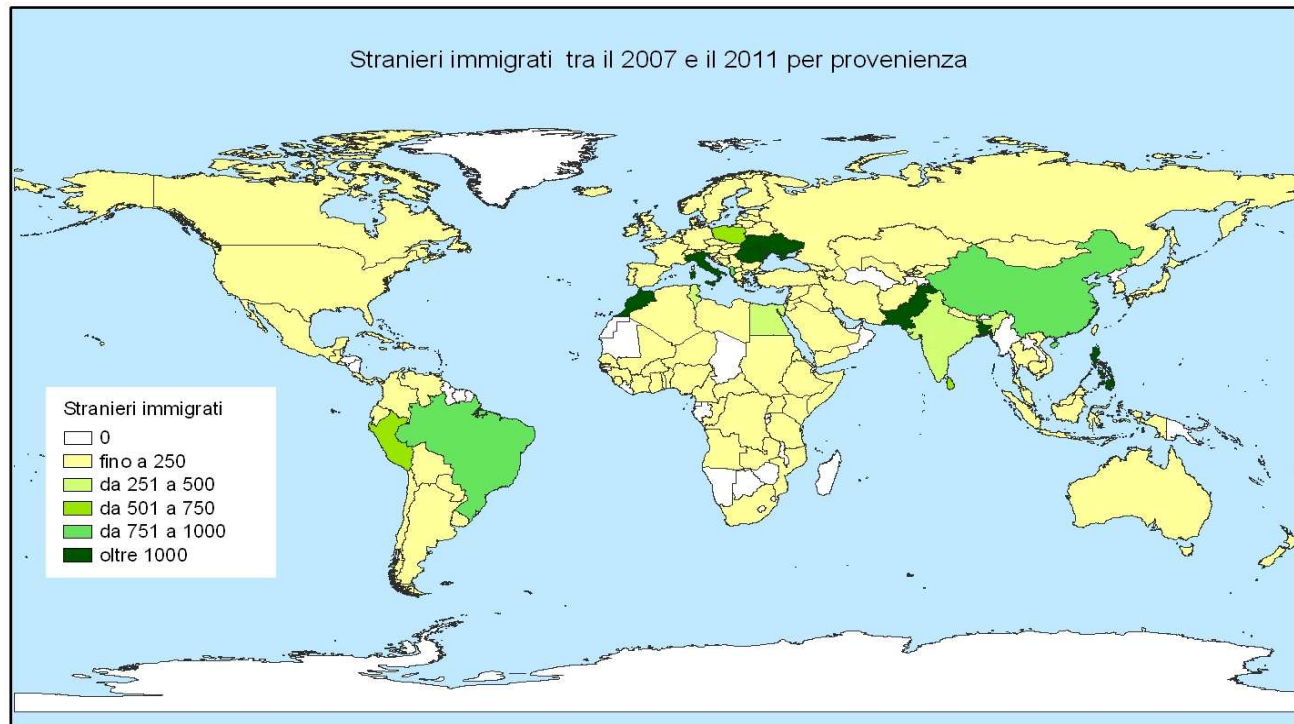 Stranieri immigrati tra il 2007 e il 2011 per provenienza
Stranieri immigrati
0
fino a 250
da 251 a 500
da 501 a 750
da 751 a 1000
oltre 1000